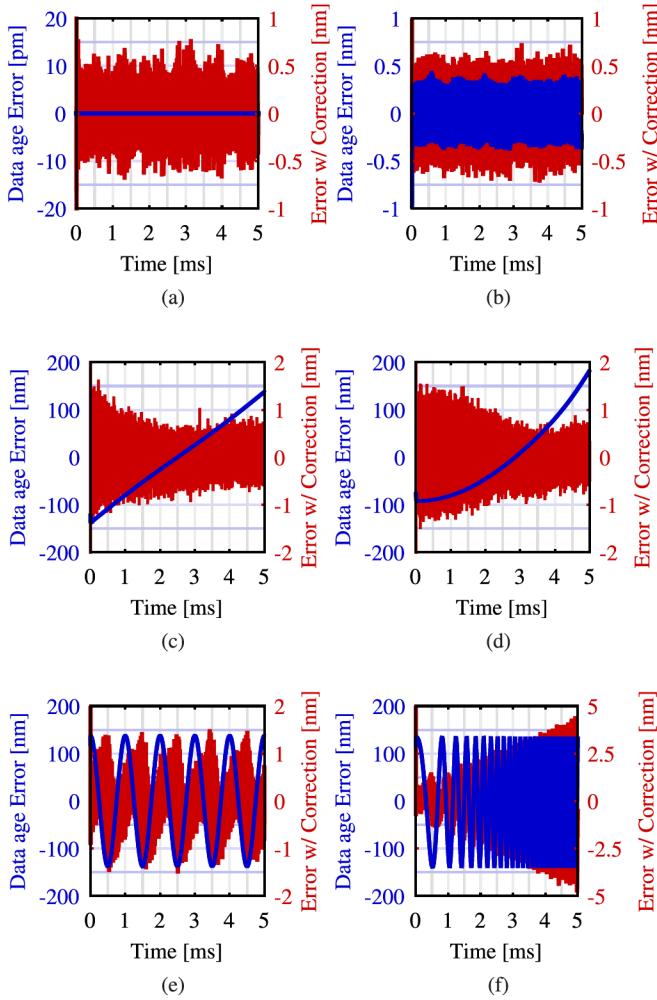 20 10 0 -10 -20
Data age Error [pm]
1 0.5 0 -0.5 -1
Error w/ Correction [nm]
0 1 2 3 4 5
Time [ms]
(a)
1 0.5 0 -0.5 -1
Data age Error [nm]
1 0.5 0 -0.5 -1
Error w/ Correction [nm]
0 1 2 3 4 5
Time [ms]
(b)
200 100 0 -100 -200
Data age Error [nm]
2 1 0 -1 -2
Error w/ Correction [nm]
0 1 2 3 4 5
Time [ms]
(c)
200 100 0 -100 -200
Data age Error [nm]
2 1 0 -1 -2
Error w/ Correction [nm]
0 1 2 3 4 5
Time [ms]
(d)
200 100 0 -100 -200
Data age Error [nm]
2 1 0 -1 -2
Error w/ Correction [nm]
0 1 2 3 4 5
Time [ms]
(e)
200 100 0 -100 -200
Data age Error [nm]
5 2.5 0 -2.5 -5
Error w/ Correction [nm]
0 1 2 3 4 5
Time [ms]
(f)